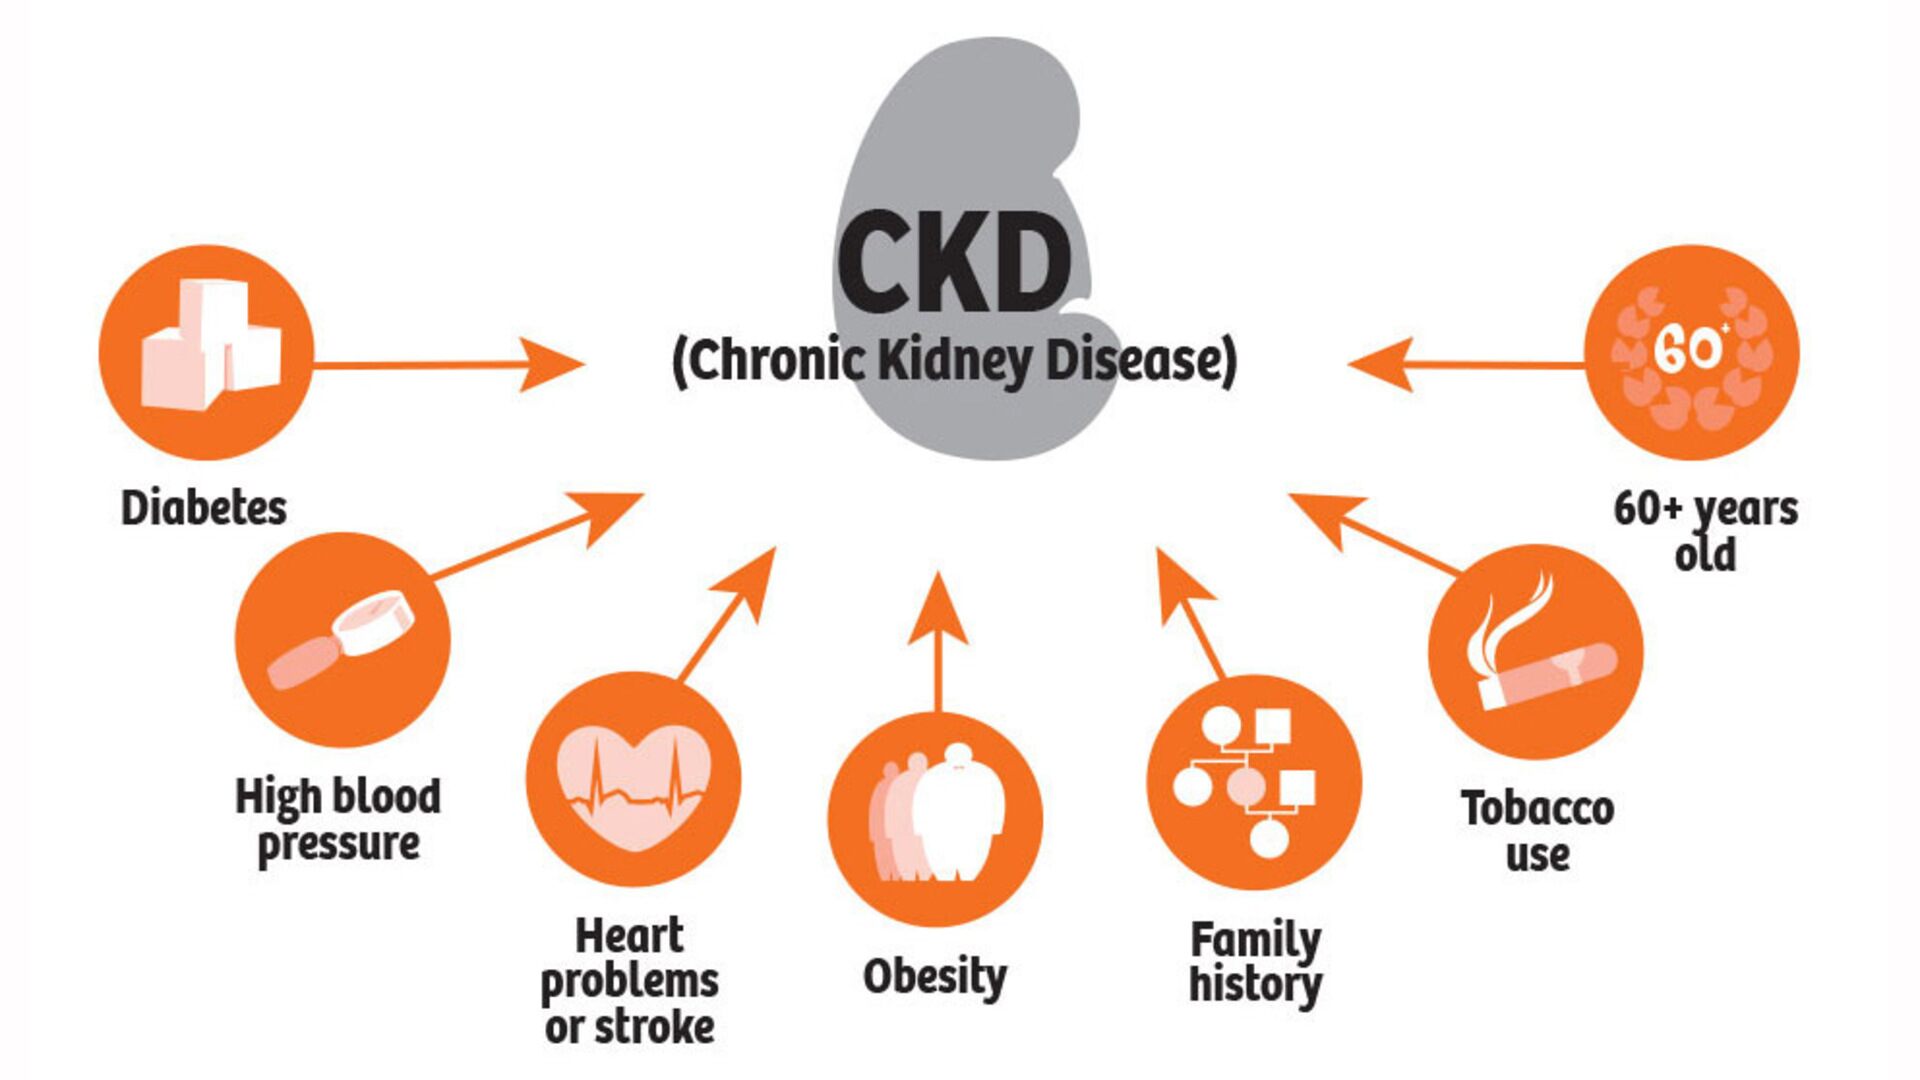 CKD
(Chronic Kidney Disease)
60+
Diabetes
60+ years
old
High blood
pressure
Tobacco
use
Heart
problems
or stroke
Obesity
Family
history